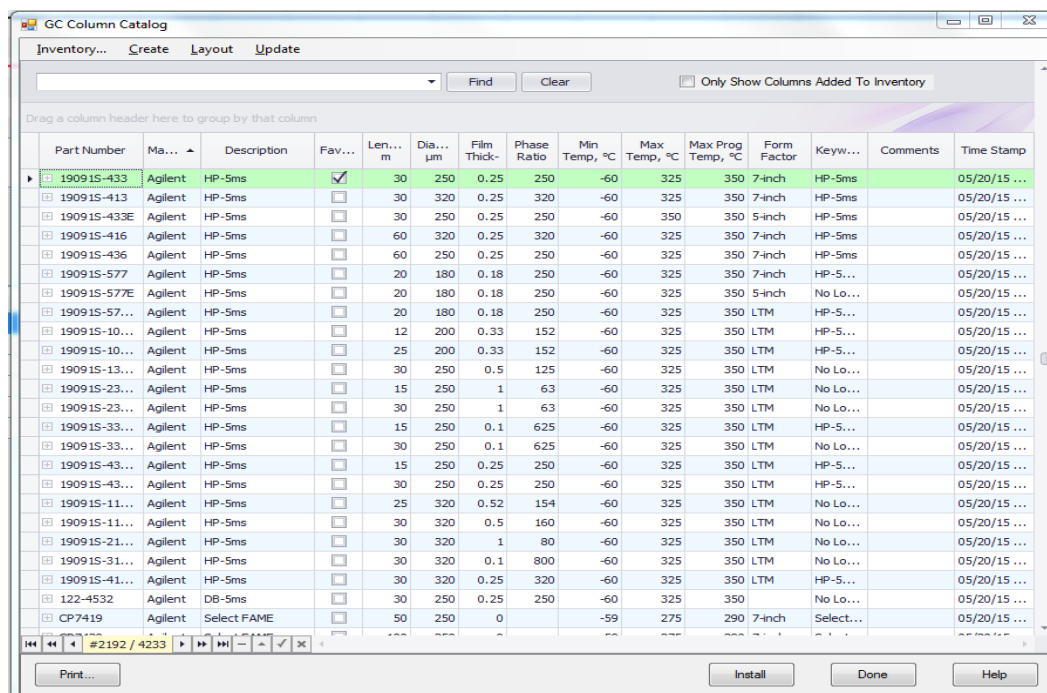 GC Column Catalog
Inventory... Create Layout Update
Find Clear Only Show Columns Added To Inventory
Drag a column header here to group by that column
Part Number Ma... Description Fav... Len... m Dia... µm Film Thick- Phase Ratio Min Temp, °C Max Temp, °C Max Prog Temp, °C Form Factor Keyw... Comments Time Stamp
19091S-433 Agilent HP-5ms 30 250 0.25 250 -60 325 350 7-inch HP-5ms 05/20/15 ...
19091S-413 Agilent HP-5ms 30 320 0.25 320 -60 325 350 7-inch HP-5ms 05/20/15 ...
19091S-433E Agilent HP-5ms 30 250 0.25 250 -60 350 350 5-inch HP-5ms 05/20/15 ...
19091S-416 Agilent HP-5ms 60 320 0.25 320 -60 325 350 7-inch HP-5ms 05/20/15 ...
19091S-436 Agilent HP-5ms 60 250 0.25 250 -60 325 350 7-inch HP-5ms 05/20/15 ...
19091S-577 Agilent HP-5ms 20 180 0.18 250 -60 325 350 7-inch HP-5... 05/20/15 ...
19091S-577E Agilent HP-5ms 20 180 0.18 250 -60 325 350 5-inch No Lo... 05/20/15 ...
19091S-57... Agilent HP-5ms 20 180 0.18 250 -60 325 350 LTM HP-5... 05/20/15 ...
19091S-10... Agilent HP-5ms 12 200 0.33 152 -60 325 350 LTM HP-5... 05/20/15 ...
19091S-10... Agilent HP-5ms 25 200 0.33 152 -60 325 350 LTM HP-5... 05/20/15 ...
19091S-13... Agilent HP-5ms 30 250 0.5 125 -60 325 350 LTM No Lo... 05/20/15 ...
19091S-23... Agilent HP-5ms 15 250 1 63 -60 325 350 LTM No Lo... 05/20/15 ...
19091S-23... Agilent HP-5ms 30 250 1 63 -60 325 350 LTM No Lo... 05/20/15 ...
19091S-33... Agilent HP-5ms 15 250 0.1 625 -60 325 350 LTM HP-5... 05/20/15 ...
19091S-33... Agilent HP-5ms 30 250 0.1 625 -60 325 350 LTM No Lo... 05/20/15 ...
19091S-43... Agilent HP-5ms 15 250 0.25 250 -60 325 350 LTM HP-5... 05/20/15 ...
19091S-43... Agilent HP-5ms 30 250 0.25 250 -60 325 350 LTM HP-5... 05/20/15 ...
19091S-11... Agilent HP-5ms 25 320 0.52 154 -60 325 350 LTM No Lo... 05/20/15 ...
19091S-11... Agilent HP-5ms 30 320 0.5 160 -60 325 350 LTM No Lo... 05/20/15 ...
19091S-21... Agilent HP-5ms 30 320 1 80 -60 325 350 LTM No Lo... 05/20/15 ...
19091S-31... Agilent HP-5ms 30 320 0.1 800 -60 325 350 LTM No Lo... 05/20/15 ...
19091S-41... Agilent HP-5ms 30 320 0.25 320 -60 325 350 LTM HP-5... 05/20/15 ...
122-4532 Agilent DB-5ms 30 250 0.25 250 -60 325 350 No Lo... 05/20/15 ...
CP7419 Agilent Select FAME 50 250 0 -59 275 290 7-inch Select... 05/20/15 ...
#2192 / 4233
Print... Install Done Help